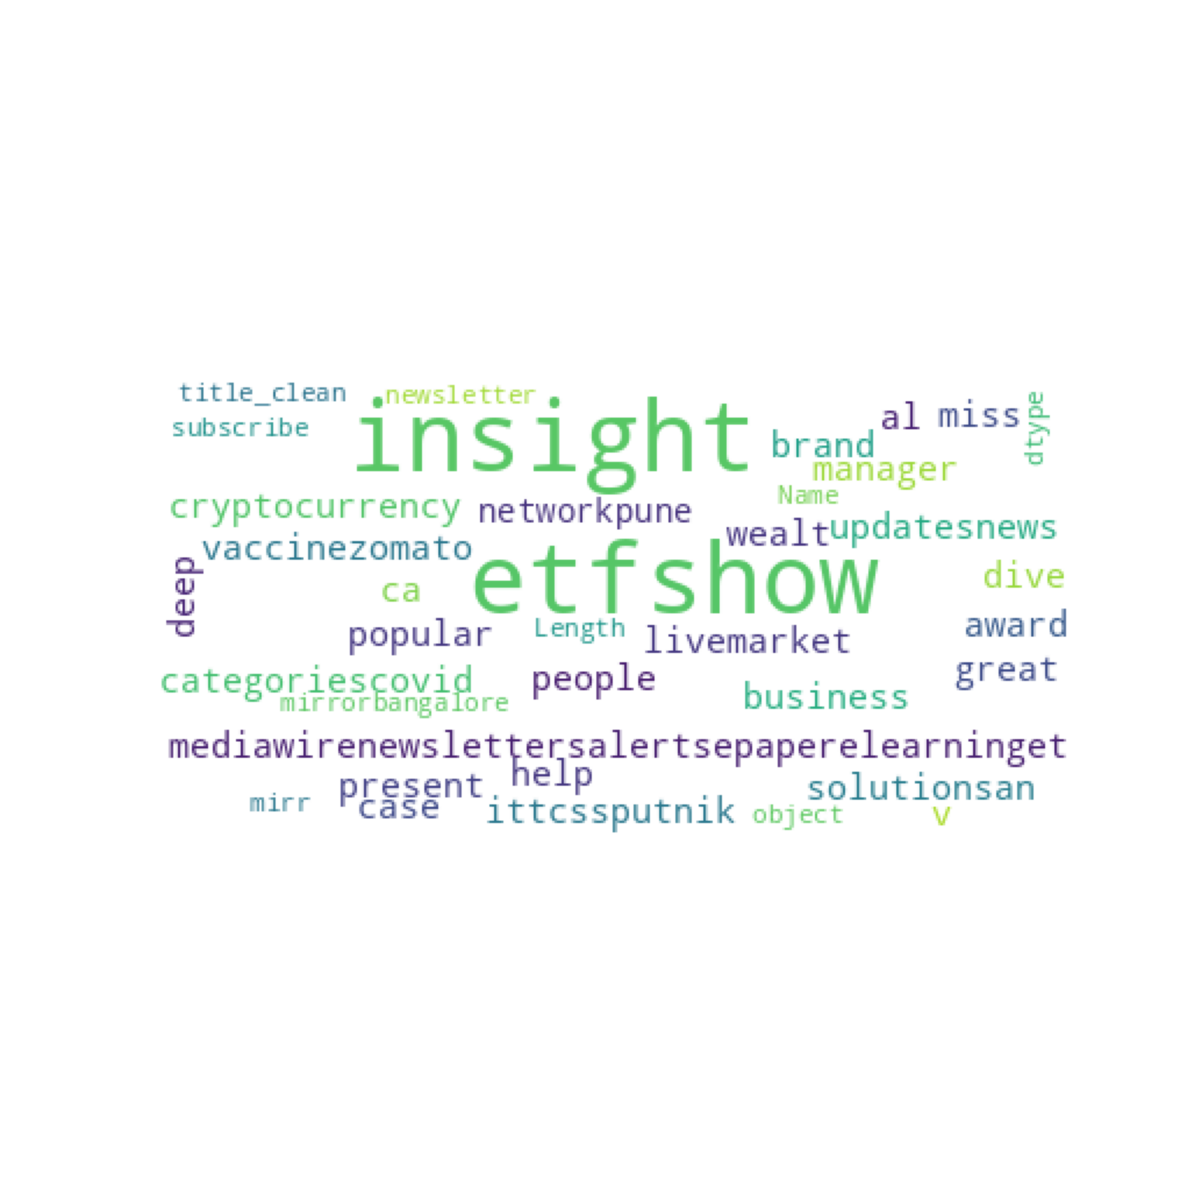 title_clean
newsletter
insight
al
miss
dtype
subscribe
brand
manager
Name
cryptocurrency
networkpune
wealt
updatesnews
vaccinezomato
etfshow
deep
ca
dive
popular
Length
livemarket
award
great
categoriescovid
people
business
mirrorbangalore
mediawirenewslettersalertsepaperelearninget
help
present
solutionsan
mirr
case
ittcssputnik
object
v